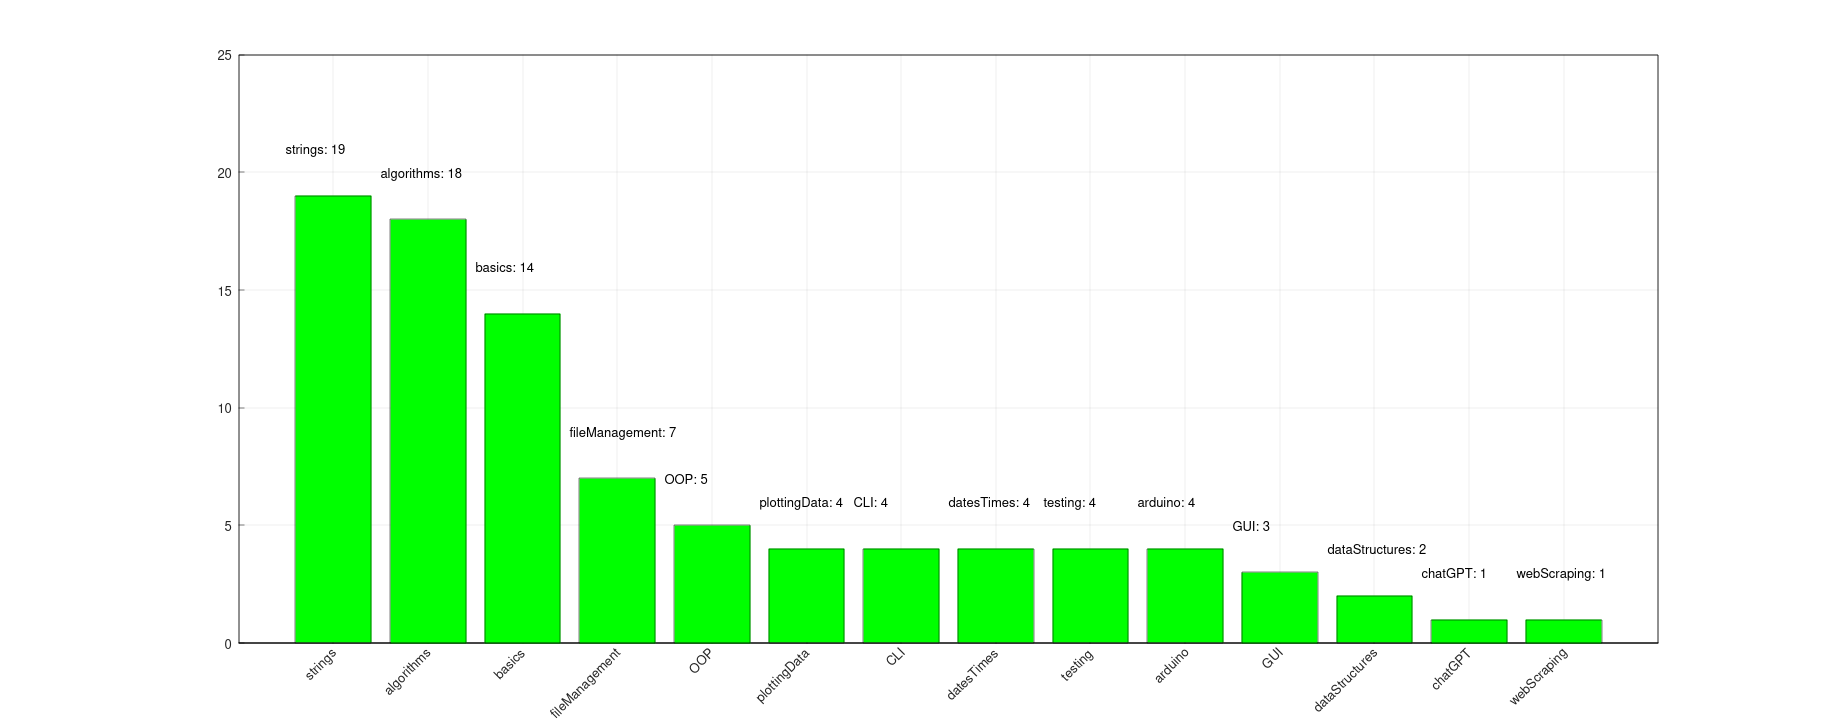 25
20
15
10
5
0
strings: 19
algorithms: 18
basics: 14
fileManagement: 7
OOP: 5
plottingData: 4
CLI: 4
datesTimes: 4
testing: 4
arduino: 4
GUI: 3
dataStructures: 2
chatGPT: 1
webScraping: 1
strings
algorithms
basics
fileManagement
OOP
plottingData
CLI
datesTimes
testing
arduino
GUI
dataStructures
chatGPT
webScraping